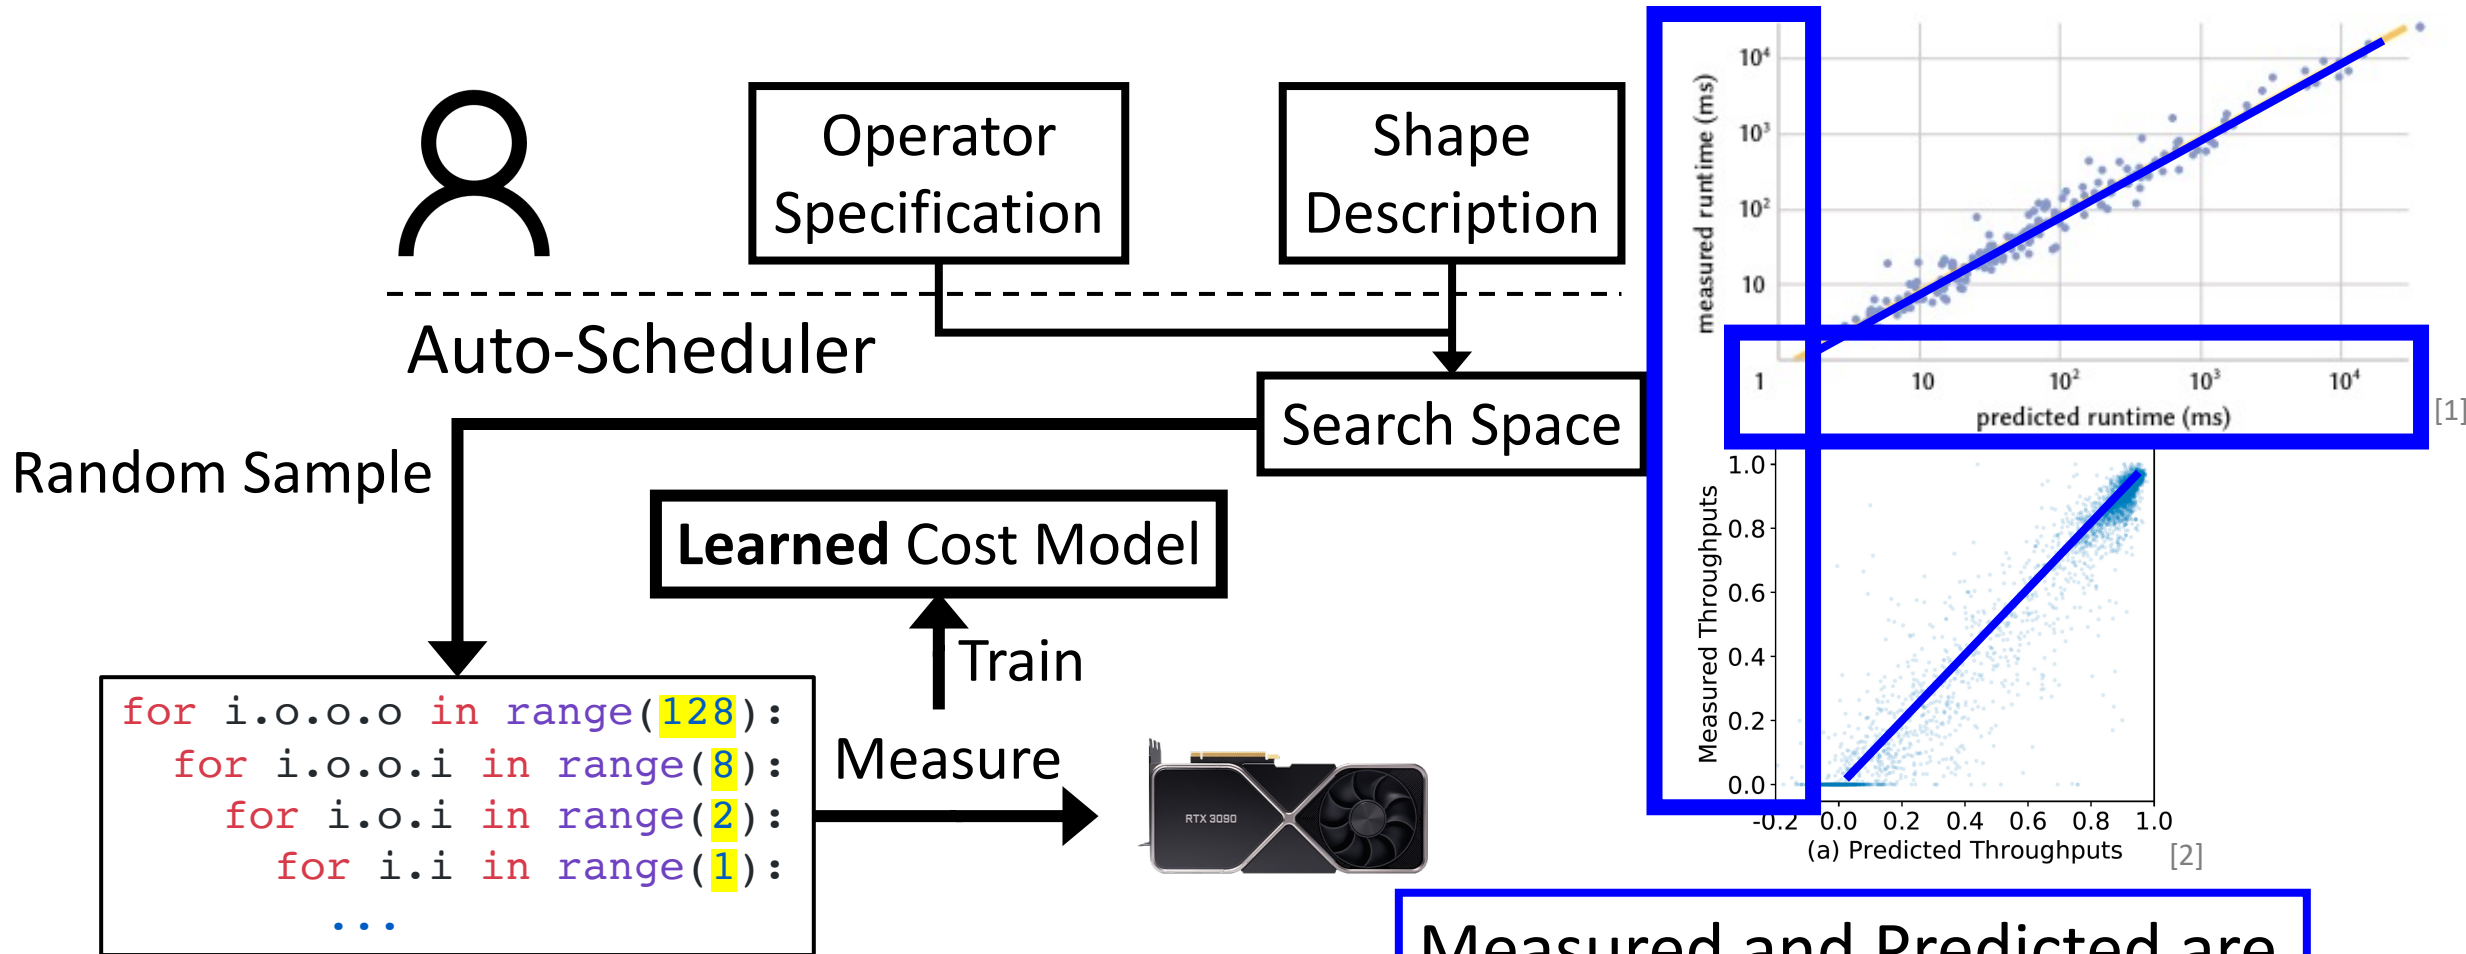 Operator
Specification
Shape
Description
Auto-Scheduler
Search Space
Random Sample
Learned Cost Model
Train
for i.o.o.o in range(128):
for i.o.o.i in range(8):
for i.o.i in range(2):
for i.i in range(1):
...
Measure
RTX 3090
measured runtime (ms)
10⁴
10³
10²
10
1 10 10² 10³ 10⁴
predicted runtime (ms)
[1]
Measured Throughputs
1.0
0.8
0.6
0.4
0.2
0.0
-0.2 0.0 0.2 0.4 0.6 0.8 1.0
(a) Predicted Throughputs
[2]
Measured and Predicted are